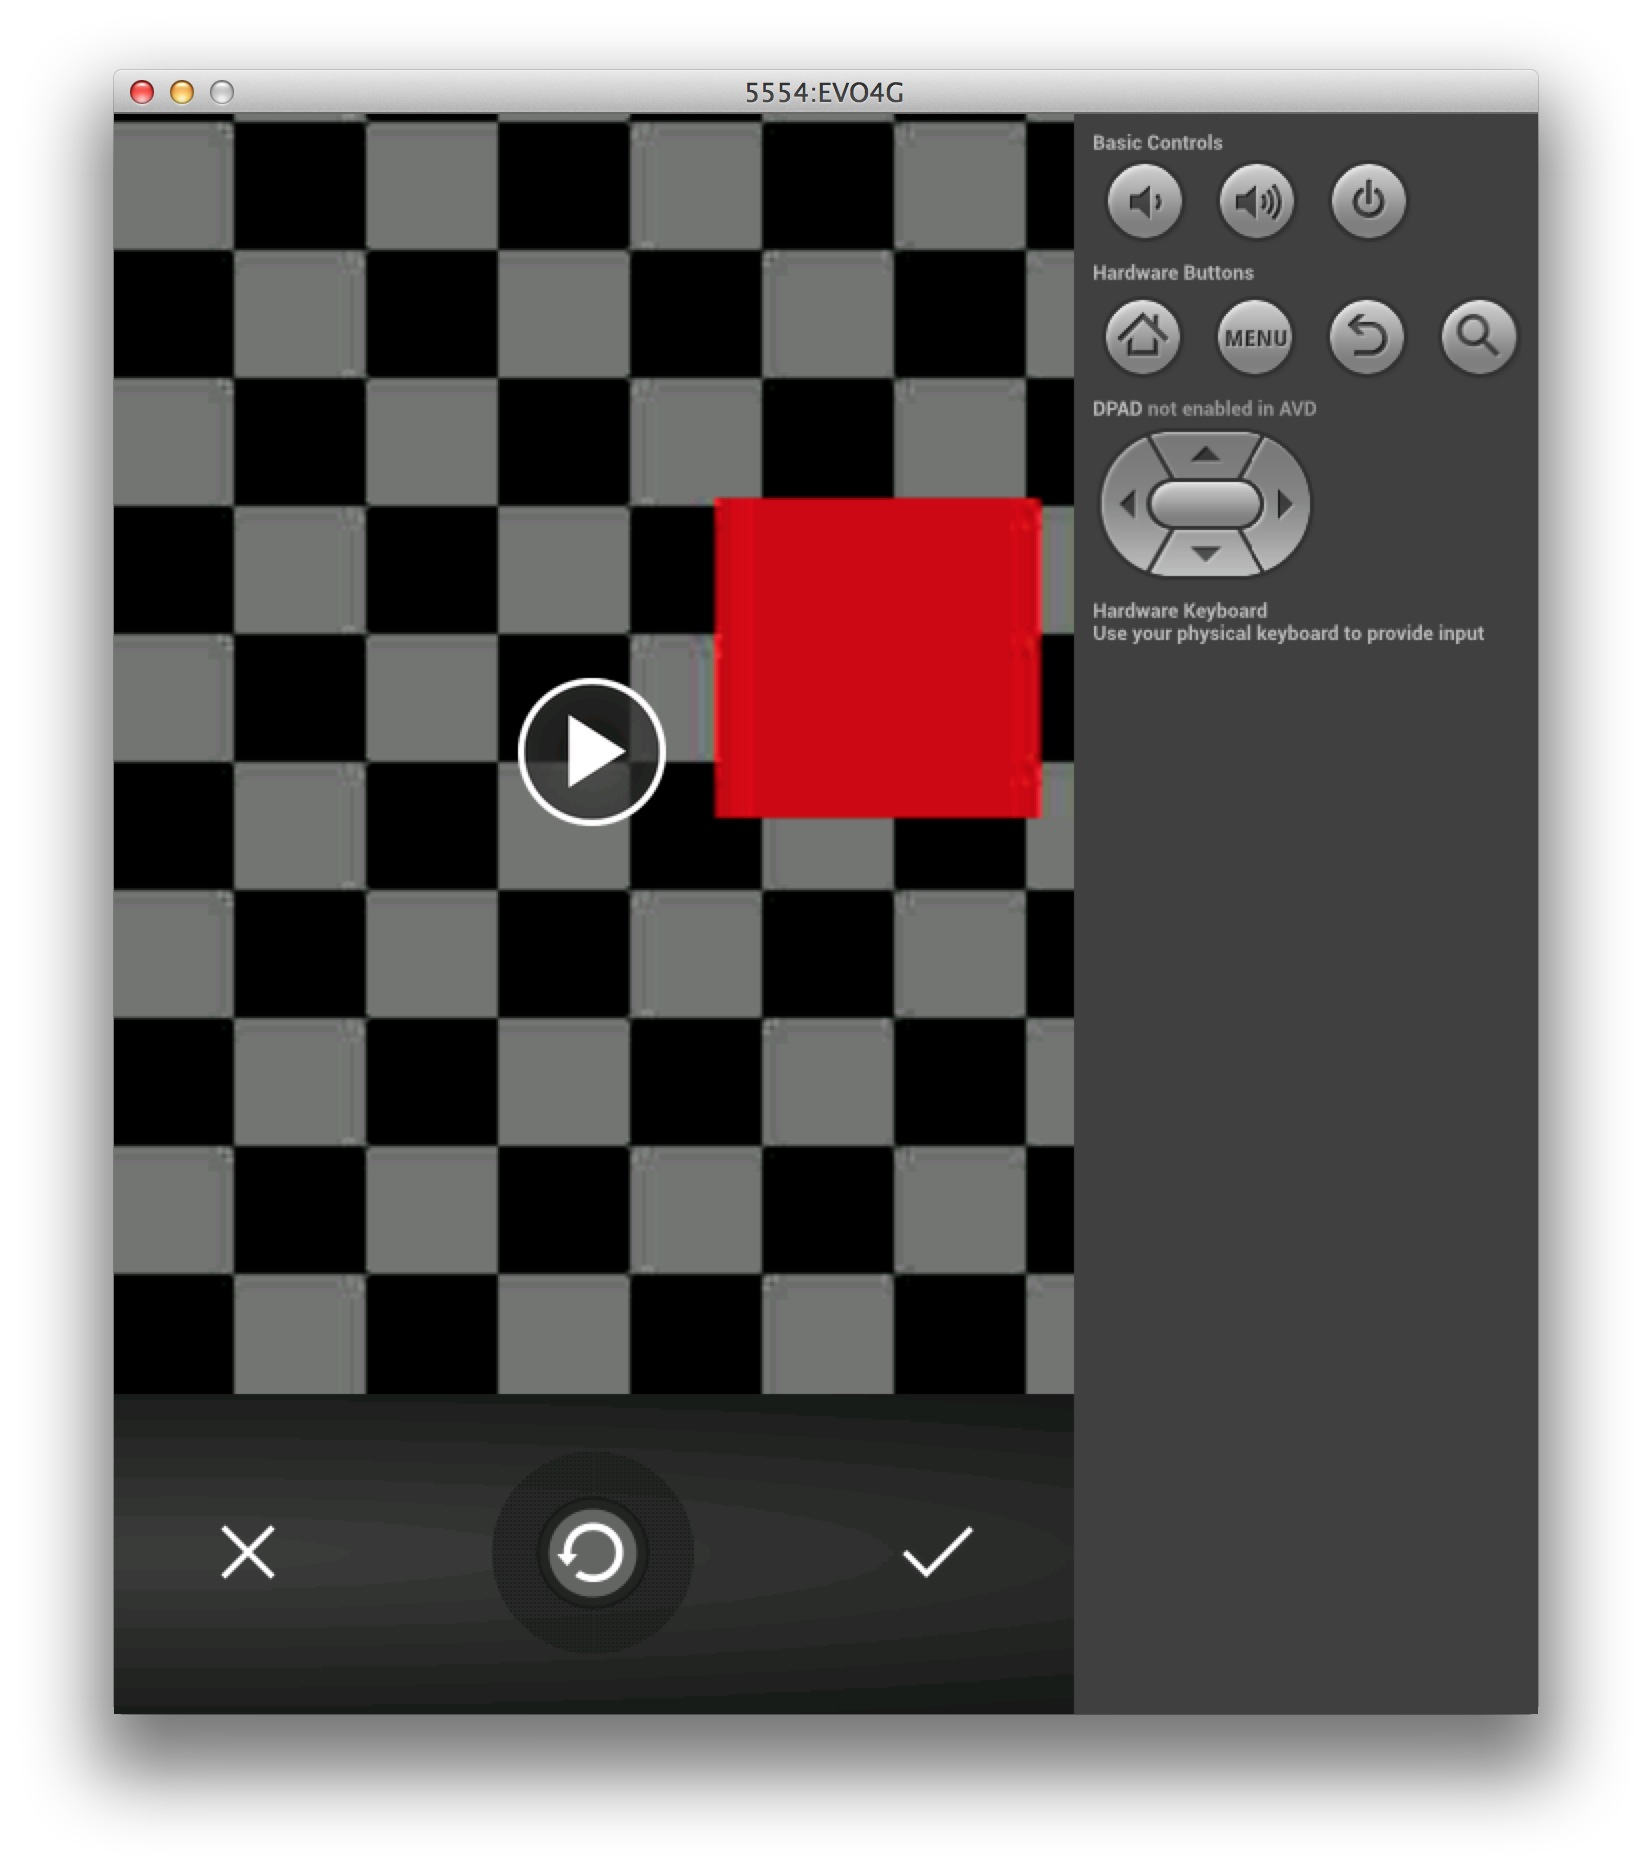 5554:EVO4G
Basic Controls
Hardware Buttons
MENU
DPAD not enabled in AVD
Hardware Keyboard
Use your physical keyboard to provide input